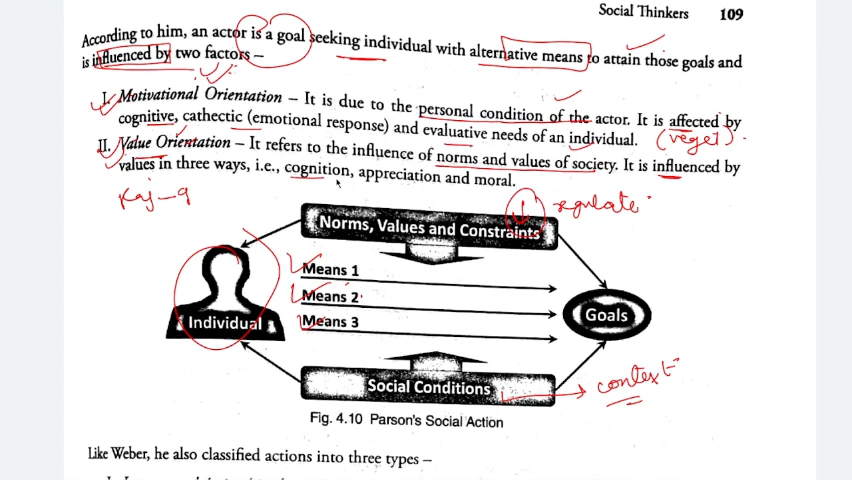 Social Thinkers 109
According to him, an actor is a goal seeking individual with alternative means to attain those goals and
is influenced by two factors –
I. Motivational Orientation – It is due to the personal condition of the actor. It is affected by
cognitive, cathectic (emotional response) and evaluative needs of an individual.
II. Value Orientation – It refers to the influence of norms and values of society. It is influenced by
values in three ways, i.e., cognition, appreciation and moral.
regulate
Norms, Values and Constraints
Means 1
Means 2
Means 3
Individual
Goals
Social Conditions
context
Fig. 4.10 Parson's Social Action
Like Weber, he also classified actions into three types –